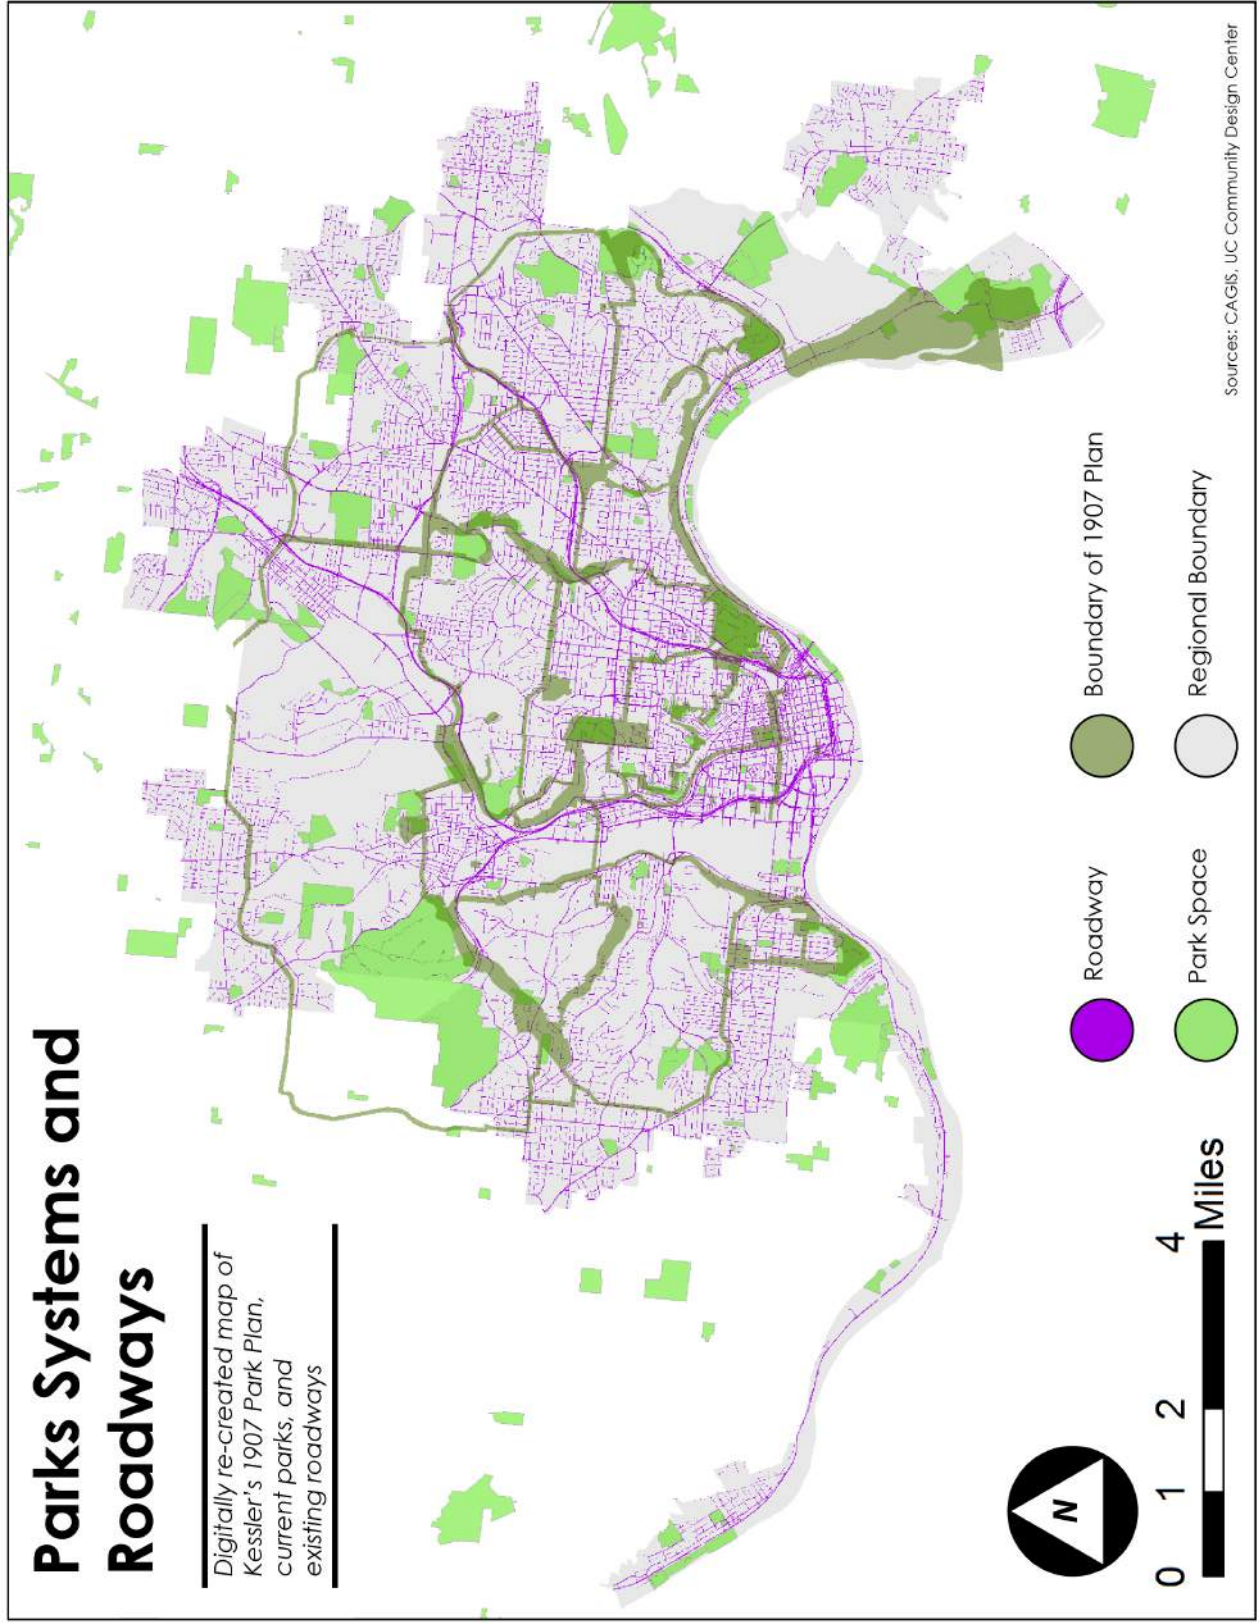 Parks Systems and
Roadways
Digitally re-created map of
Kessler's 1907 Park Plan,
current parks, and
existing roadways
N
0 1 2 4
Miles
Roadway
Boundary of 1907 Plan
Park Space
Regional Boundary
Sources: CAGIS, UC Community Design Center